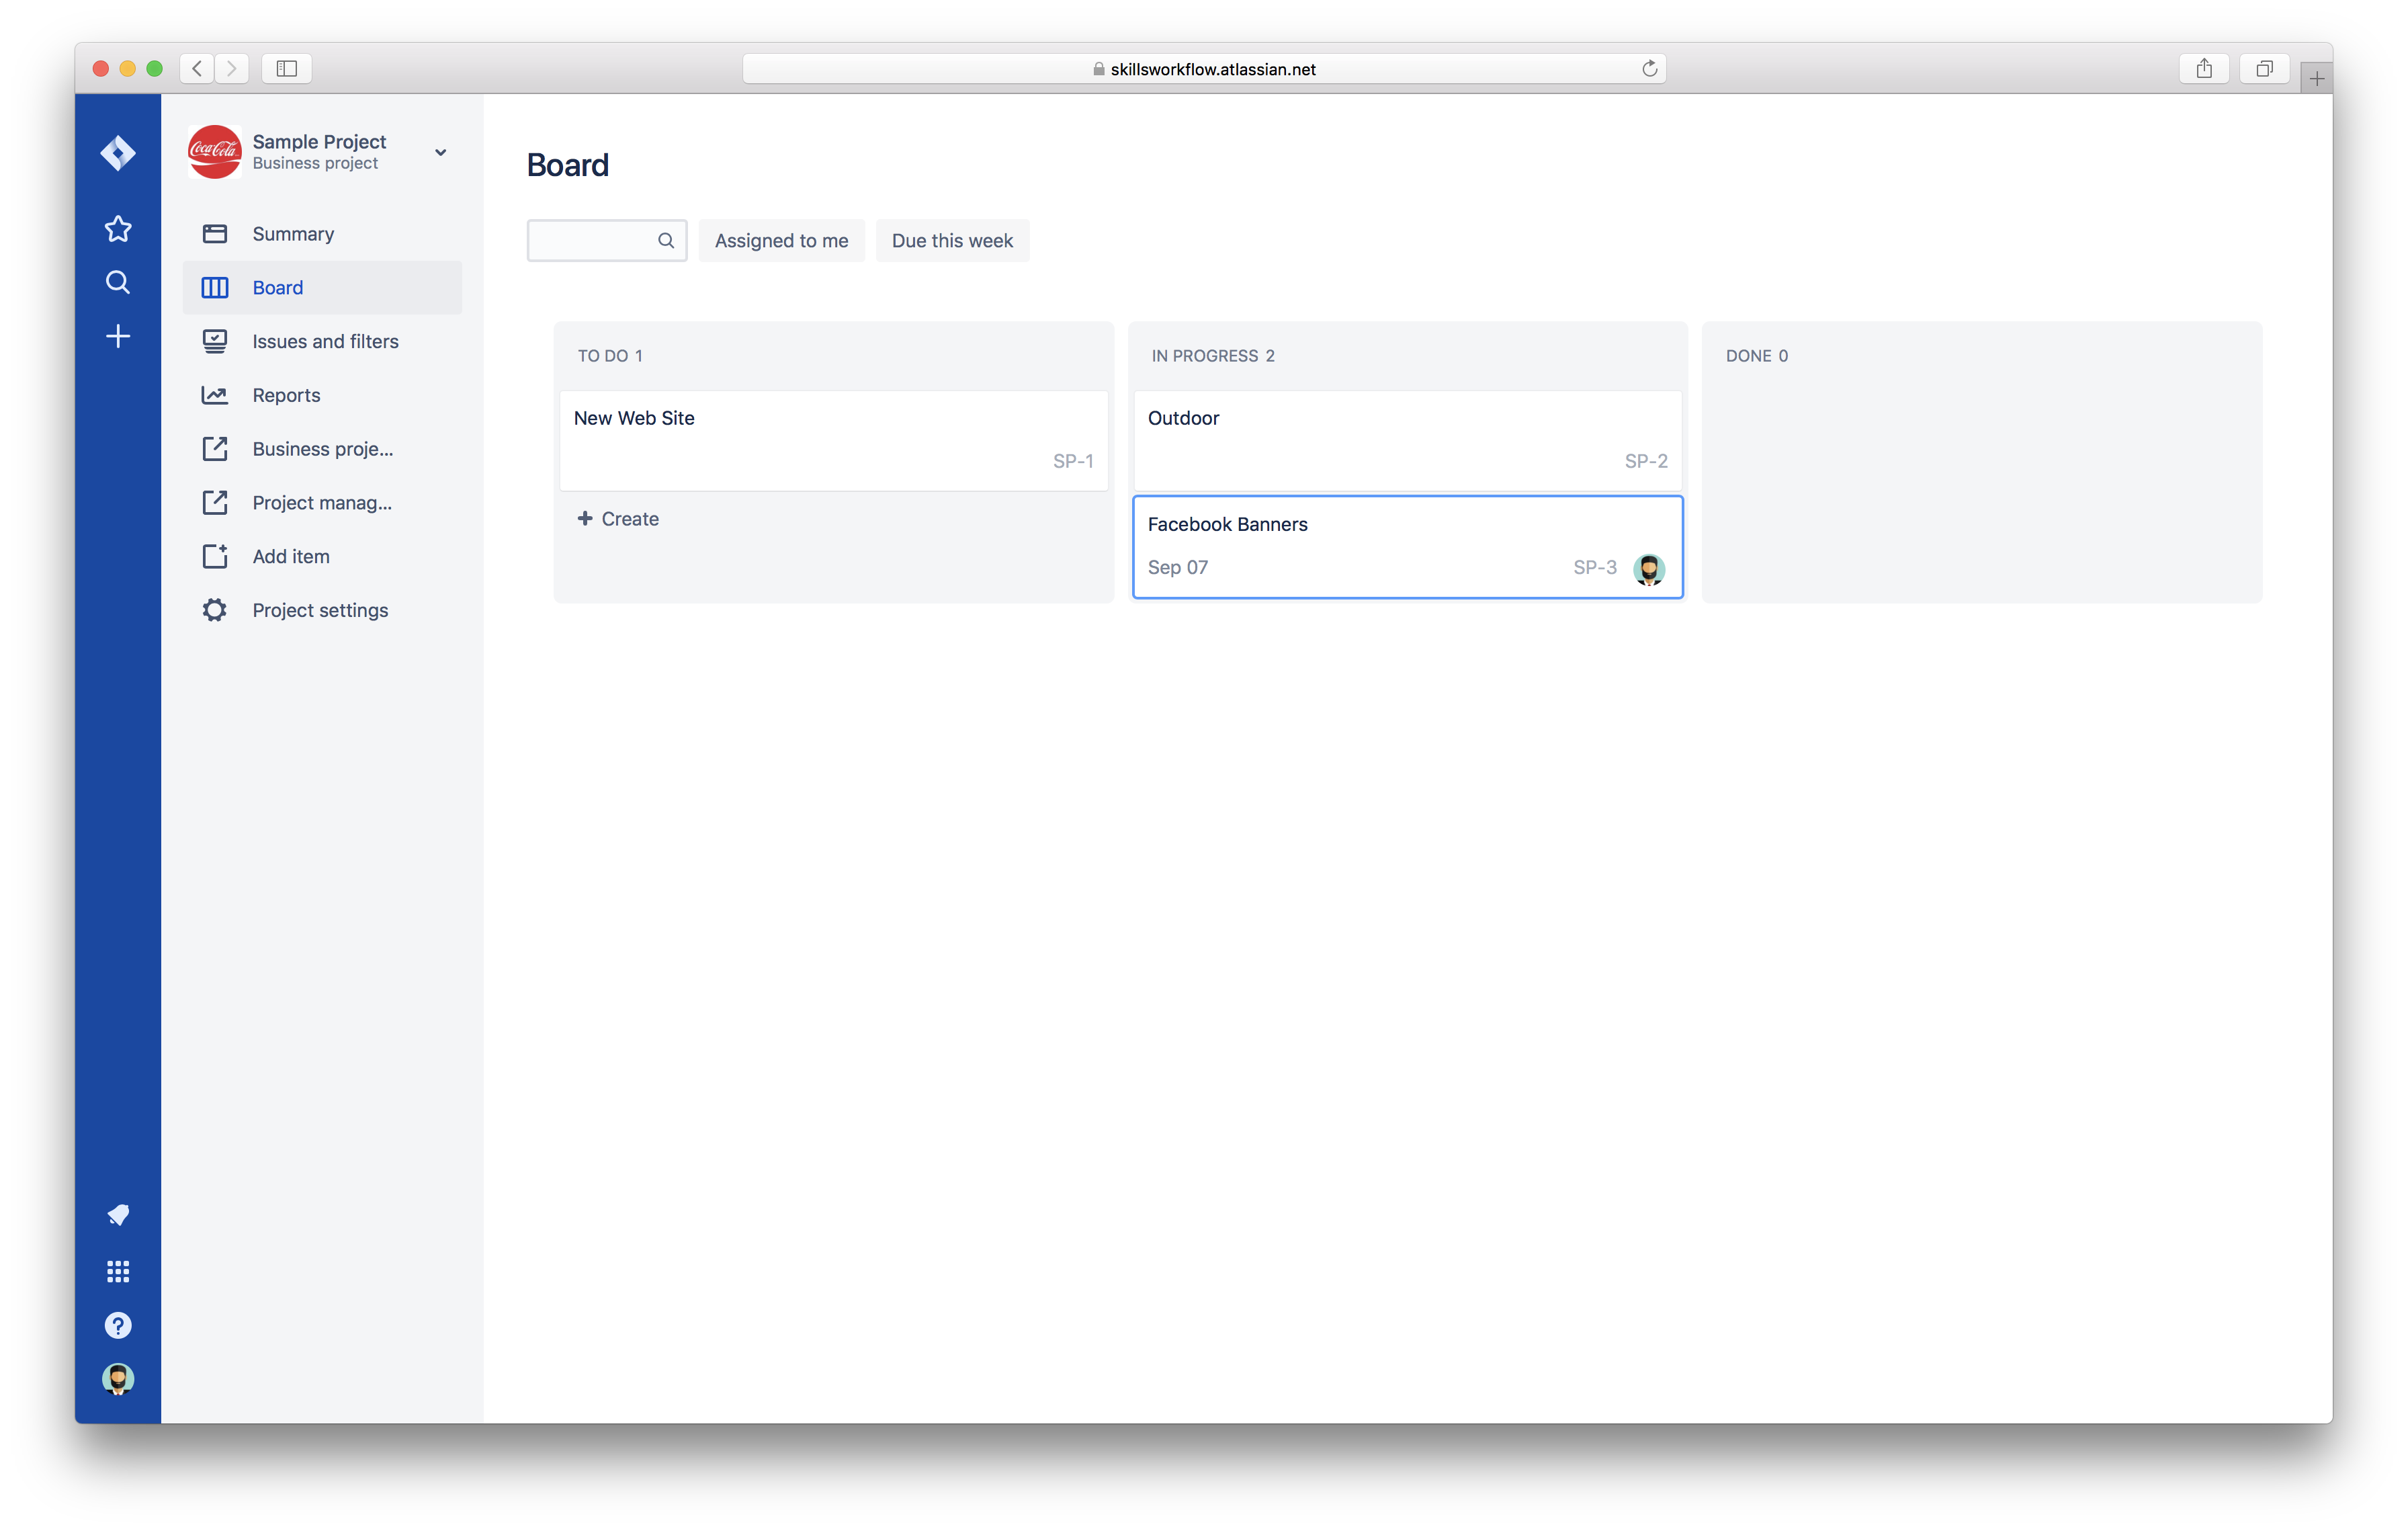 skillsworkflow.atlassian.net
Coca-Cola
Sample Project
Business project
Summary
Board
Issues and filters
Reports
Business proje...
Project manag...
Add item
Project settings
Board
Assigned to me
Due this week
TO DO 1
New Web Site
SP-1
Create
IN PROGRESS 2
Outdoor
SP-2
Facebook Banners
Sep 07
SP-3
DONE 0